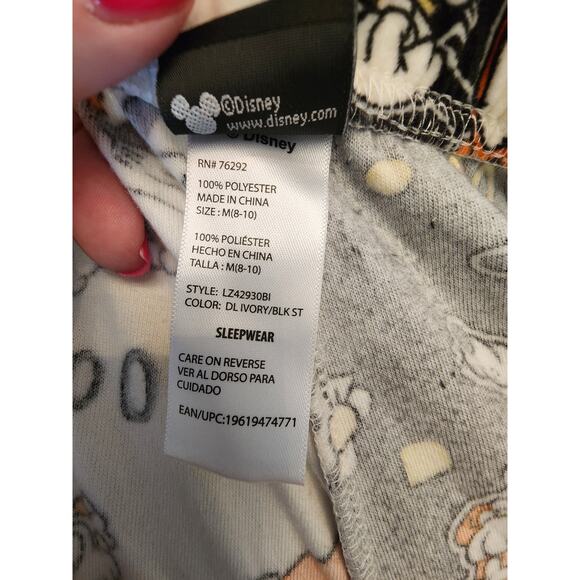 ©Disney
www.disney.com
© Disney
RN# 76292
100% POLYESTER
MADE IN CHINA
SIZE : M(8-10)
100% POLIÉSTER
HECHO EN CHINA
TALLA : M(8-10)
STYLE: LZ42930BI
COLOR: DL IVORY/BLK ST
SLEEPWEAR
CARE ON REVERSE
VER AL DORSO PARA
CUIDADO
EAN/UPC:19619474771